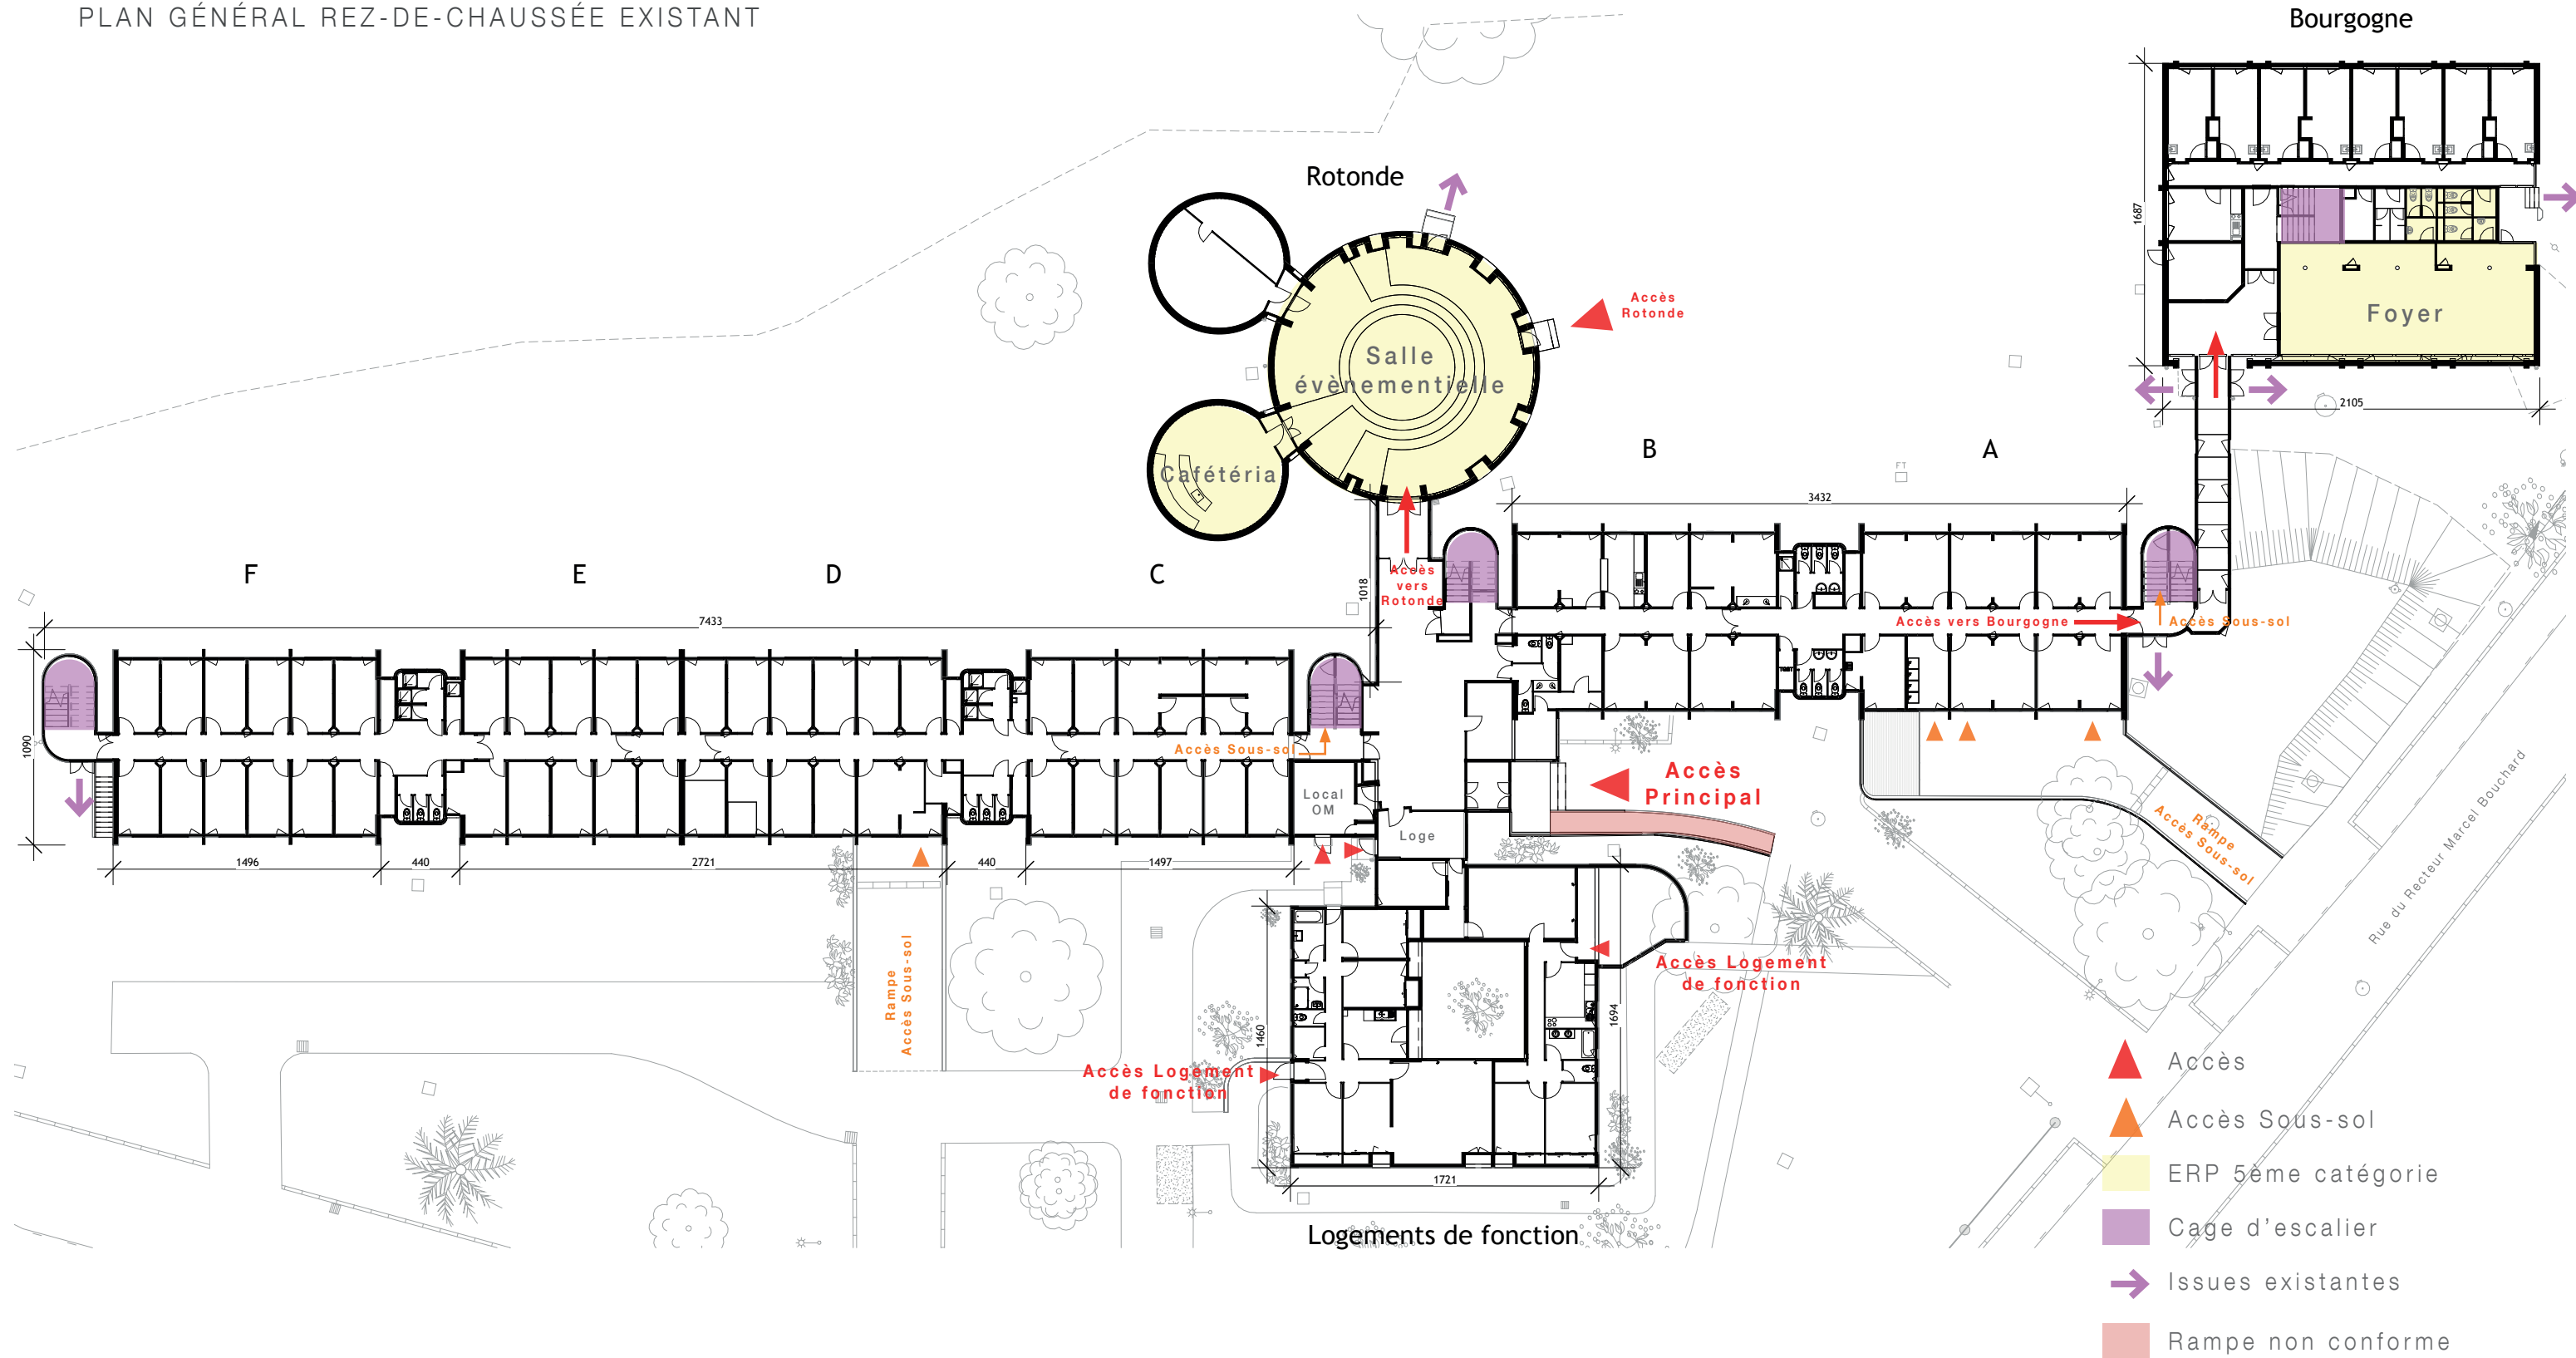 PLAN GÉNÉRAL REZ-DE-CHAUSSÉE EXISTANT
Bourgogne
1687
Foyer
2105
Rotonde
Accès
Rotonde
Salle
évènementielle
Cafétéria
B
A
FT
3432
F
E
D
C
Accès
vers
Rotonde
1018
7433
1090
Accès vers Bourgogne
Accès Sous-sol
TGBT
Accès Sous-sol
Local
OM
Loge
Accès
Principal
1496
440
2721
440
1497
Rampe
Accès Sous-sol
Rampe
Accès Sous-sol
Rue du Recteur Marcel Bouchard
Accès Logement
de fonction
1460
1694
Accès Logement
de fonction
1721
Logements de fonction
Accès
Accès Sous-sol
ERP 5ème catégorie
Cage d'escalier
Issues existantes
Rampe non conforme